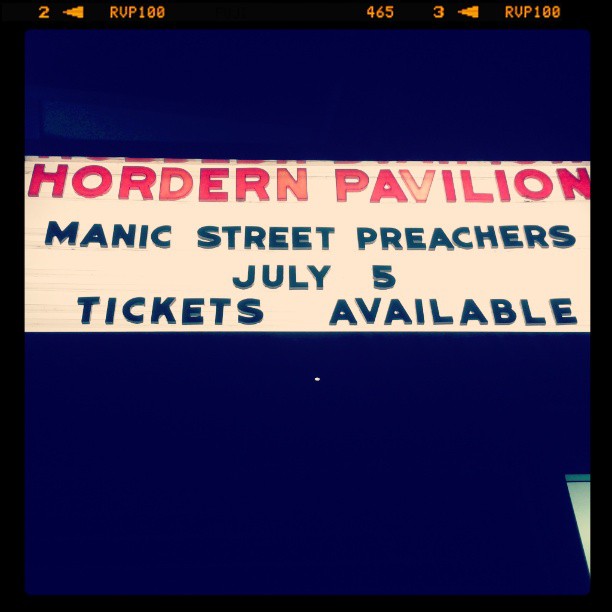 2 RVP100 465 3 RVP100
HORDERN PAVILION
MANIC STREET PREACHERS
JULY 5
TICKETS AVAILABLE